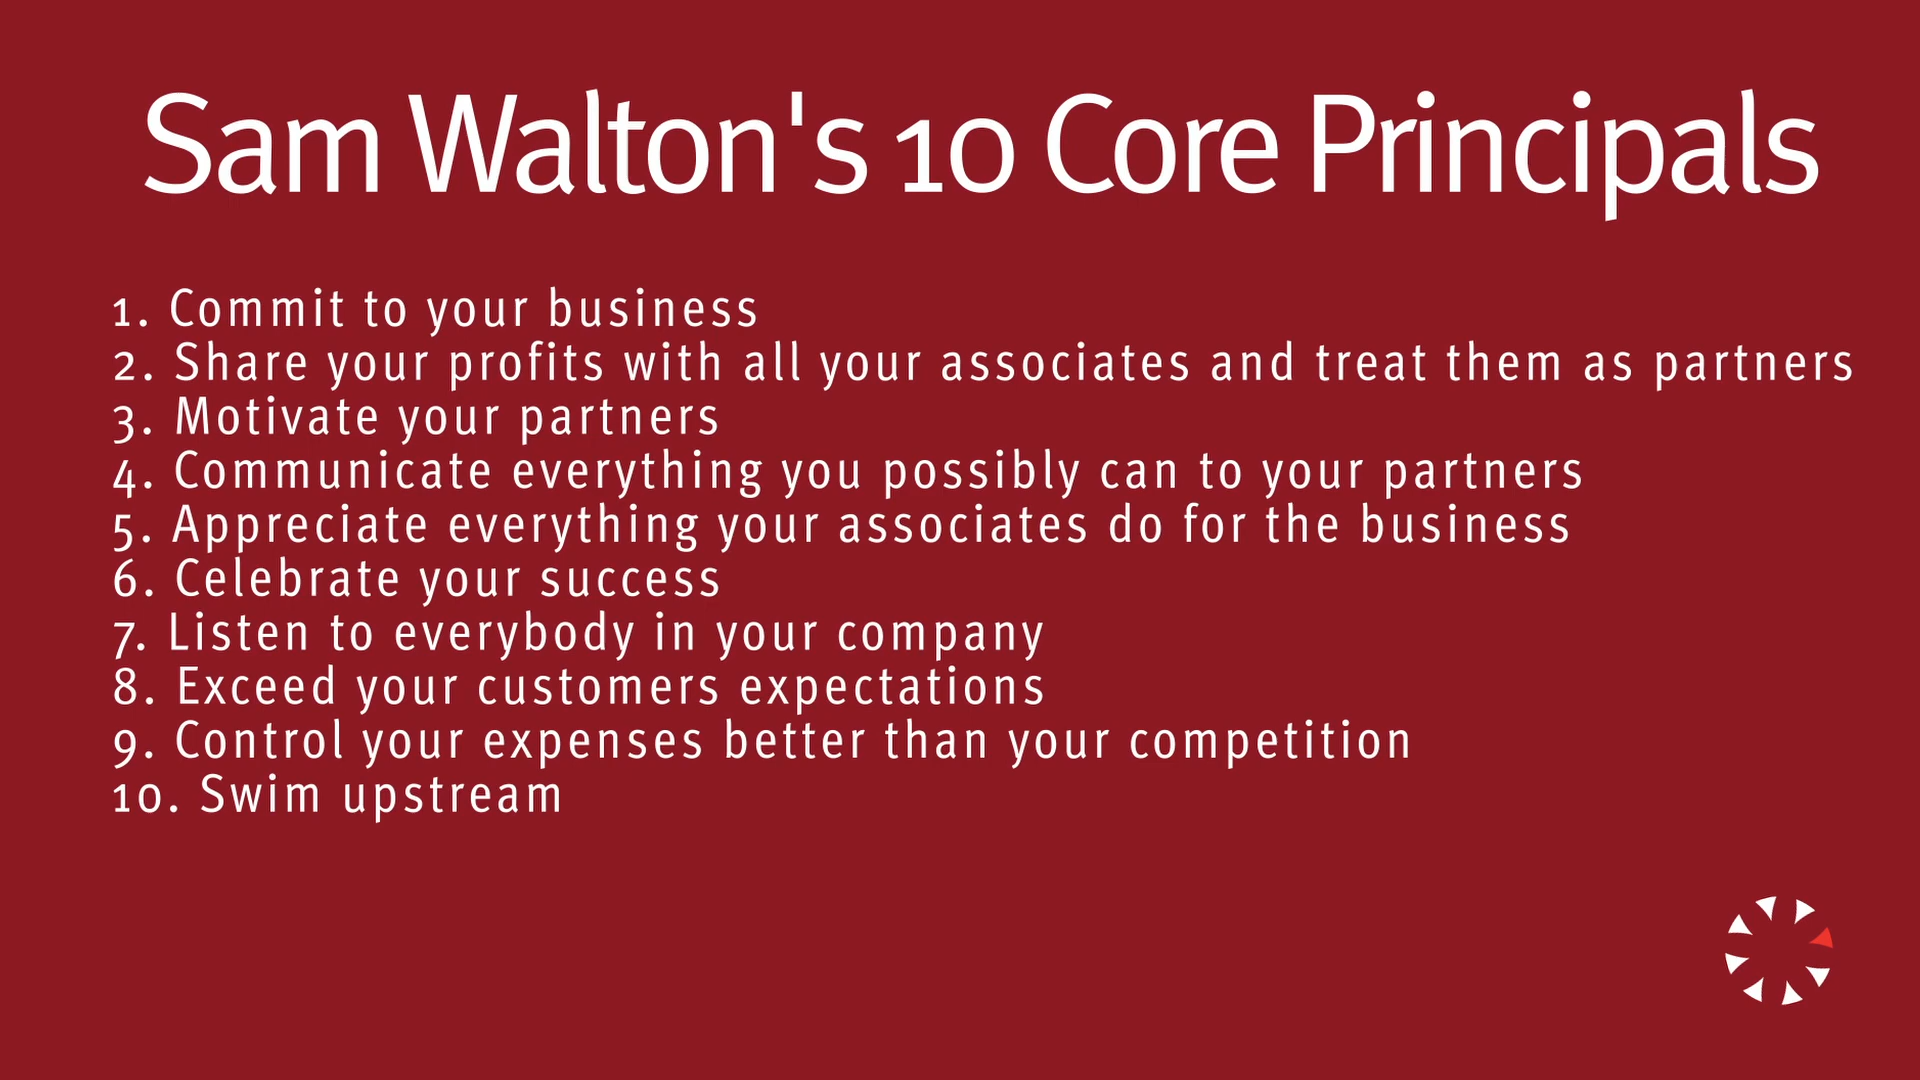 Sam Walton's 10 Core Principals
1. Commit to your business
2. Share your profits with all your associates and treat them as partners
3. Motivate your partners
4. Communicate everything you possibly can to your partners
5. Appreciate everything your associates do for the business
6. Celebrate your success
7. Listen to everybody in your company
8. Exceed your customers expectations
9. Control your expenses better than your competition
10. Swim upstream